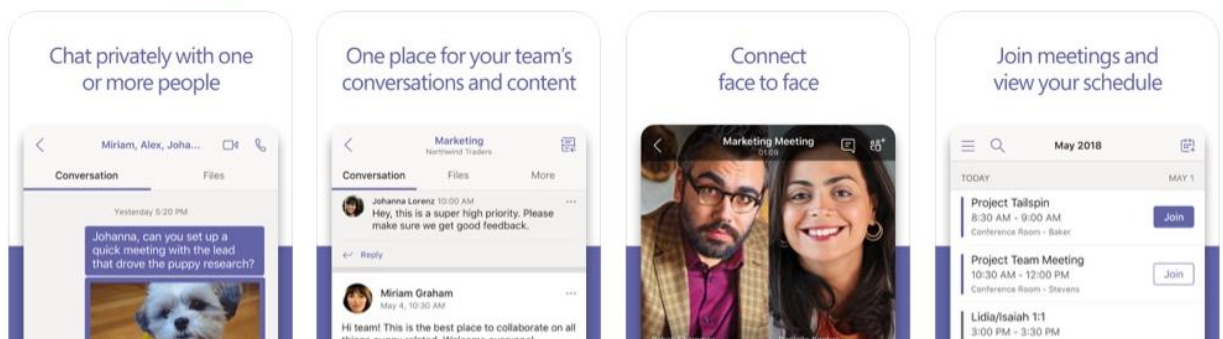 Chat privately with one
or more people
Miriam, Alex, Joha...
Conversation Files
Yesterday 5:20 PM
Johanna, can you set up a
quick meeting with the lead
that drove the puppy research?
One place for your team's
conversations and content
Marketing
Northwind Traders
Conversation Files More
Johanna Lorenz 10:00 AM
Hey, this is a super high priority. Please
make sure we get good feedback.
Reply
Miriam Graham
May 4, 10:30 AM
Hi team! This is the best place to collaborate on all
things puppy related. Welcome everyone!
Connect
face to face
Marketing Meeting
01:09
Join meetings and
view your schedule
May 2018
TODAY MAY 1
Project Tailspin
8:30 AM - 9:00 AM
Conference Room - Baker
Join
Project Team Meeting
10:30 AM - 12:00 PM
Conference Room - Stevens
Join
Lidia/Isaiah 1:1
3:00 PM - 3:30 PM